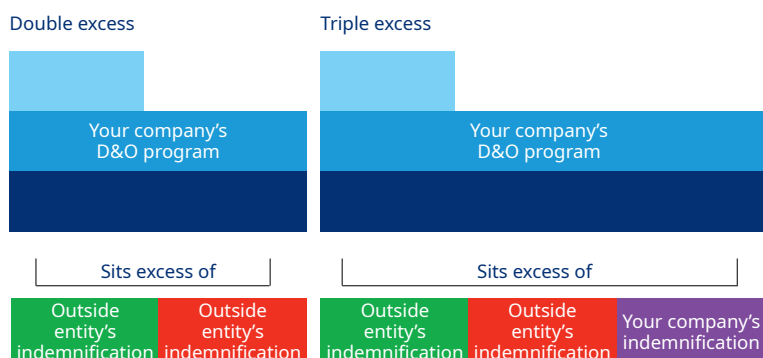 Double excess
Your company’s
D&O program
Sits excess of
Outside
entity’s
indemnification
Outside
entity’s
indemnification
Triple excess
Your company’s
D&O program
Sits excess of
Outside
entity’s
indemnification
Outside
entity’s
indemnification
Your company’s
indemnification